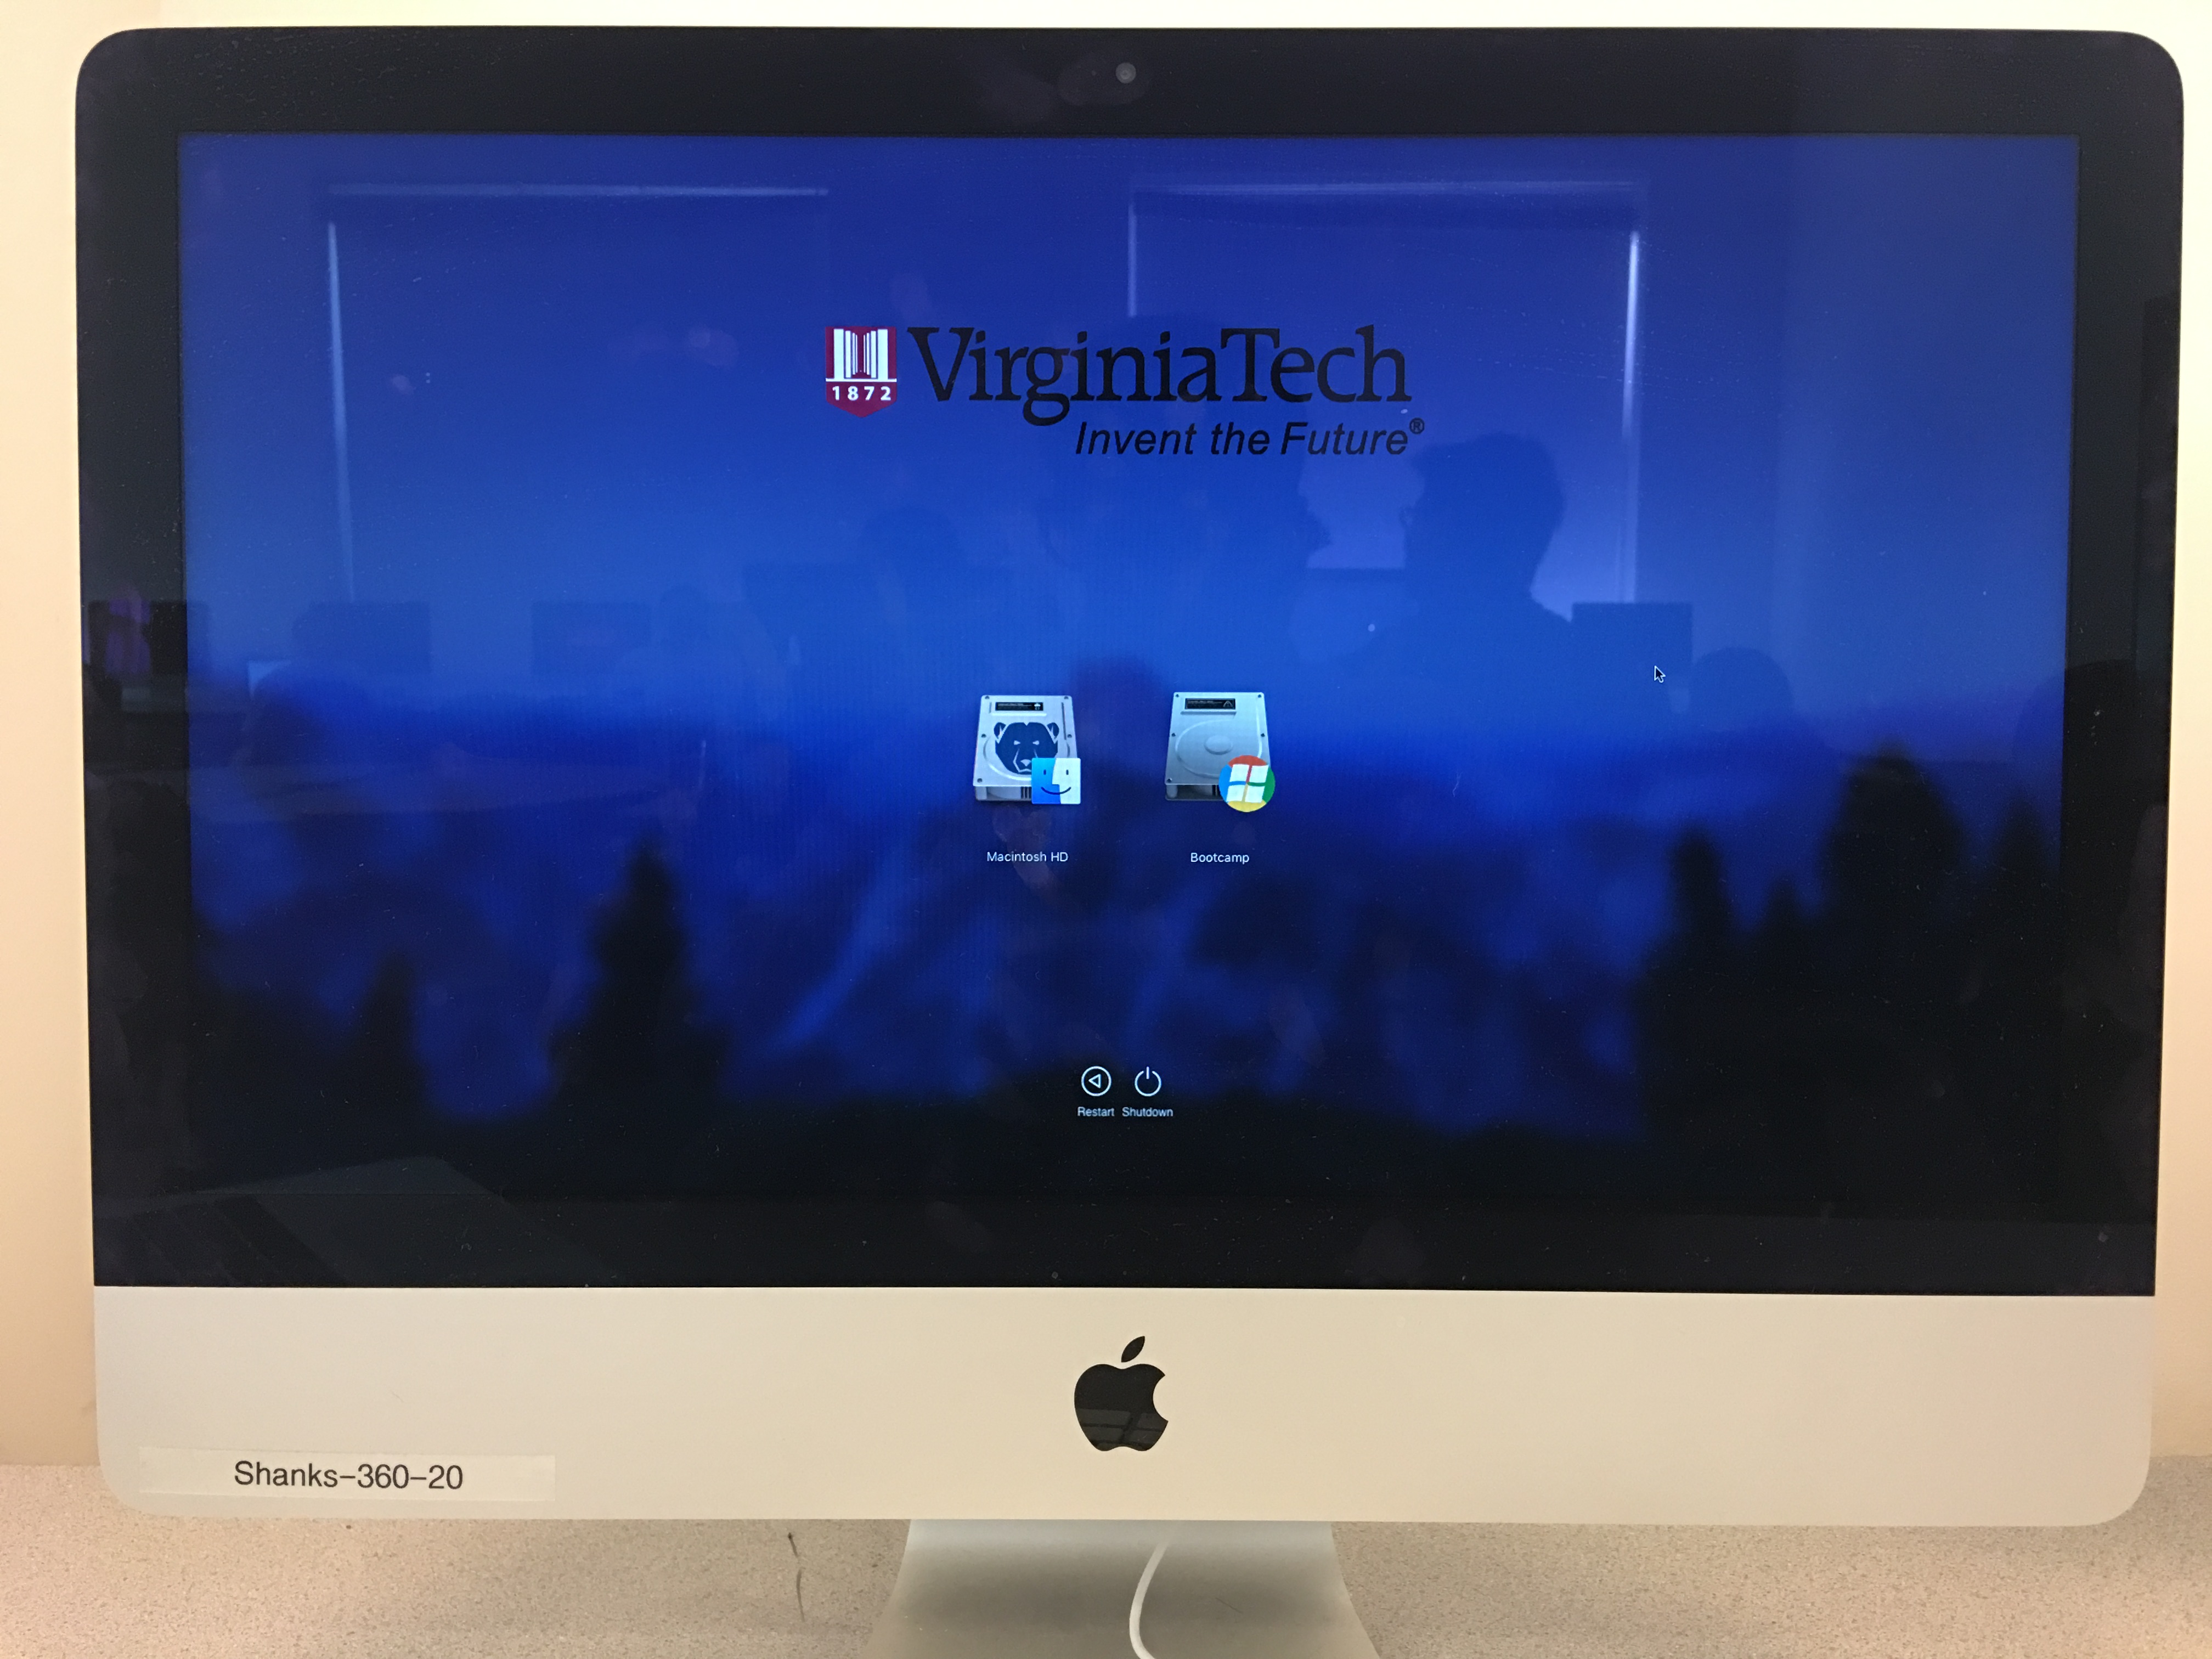 1872
VirginiaTech
Invent the Future®
Macintosh HD
Bootcamp
Restart
Shutdown
Shanks-360-20